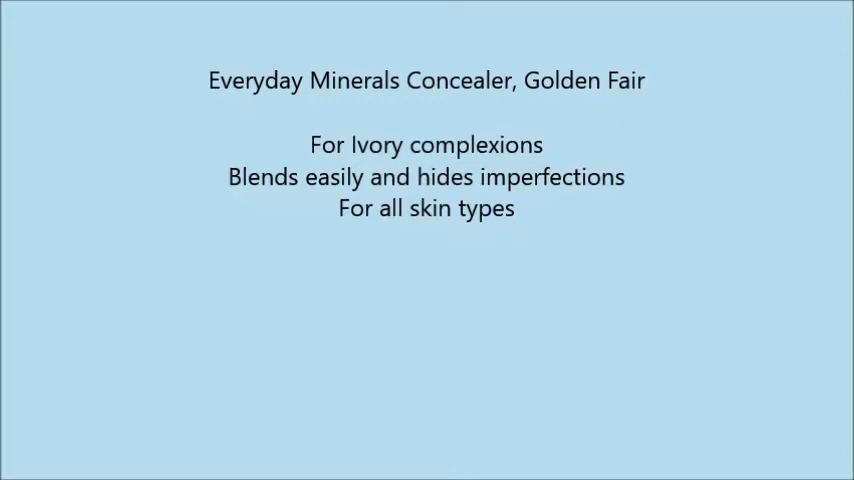 Everyday Minerals Concealer, Golden Fair
For Ivory complexions
Blends easily and hides imperfections
For all skin types